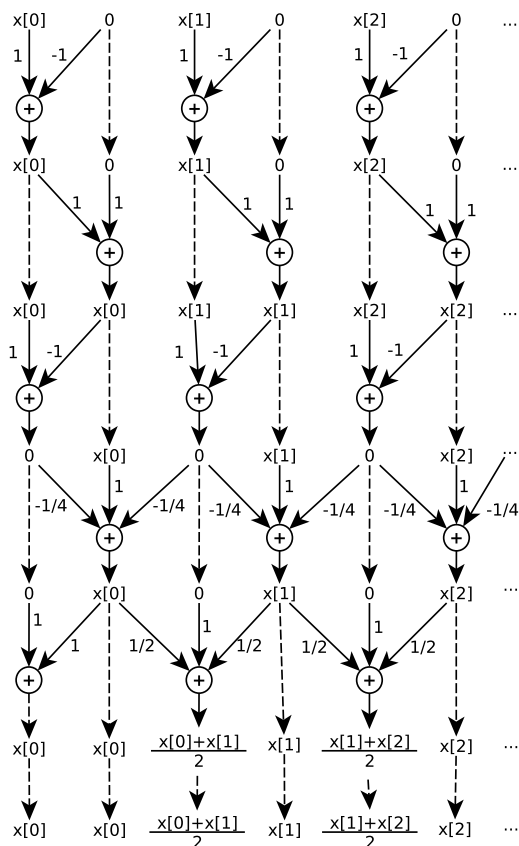 x[0] 0 x[1] 0 x[2] 0 ...
1 -1 1 -1 1 -1
+ + +
x[0] 0 x[1] 0 x[2] 0 ...
1 1 1 1 1 1
+ + +
x[0] x[0] x[1] x[1] x[2] x[2] ...
1 -1 1 -1 1 -1
+ + +
0 x[0] 0 x[1] 0 x[2] ...
-1/4 1 -1/4 -1/4 1 -1/4 -1/4 1 -1/4
+ + +
0 x[0] 0 x[1] 0 x[2] ...
1 1 1/2 1 1/2 1/2 1 1/2
+ + +
x[0] x[0] x[0]+x[1] x[1] x[1]+x[2] x[2] ...
2 2
x[0] x[0] x[0]+x[1] x[1] x[1]+x[2] x[2] ...
2 2